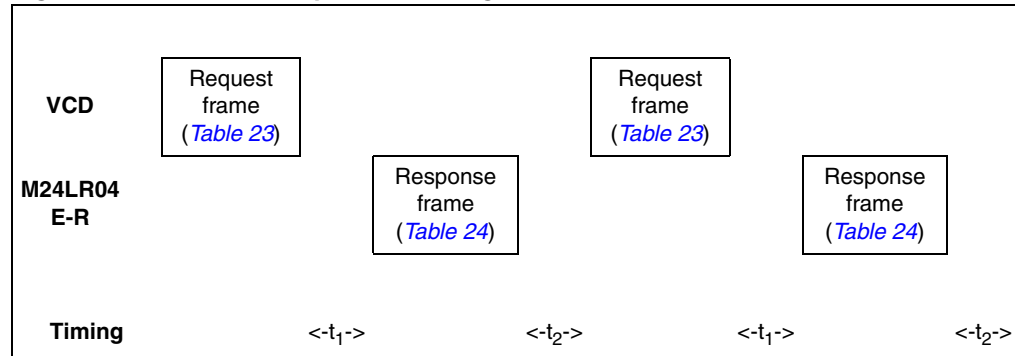 VCD
Request
frame
(Table 23)
Request
frame
(Table 23)
M24LR04
E-R
Response
frame
(Table 24)
Response
frame
(Table 24)
Timing <-t1-> <-t2-> <-t1-> <-t2->